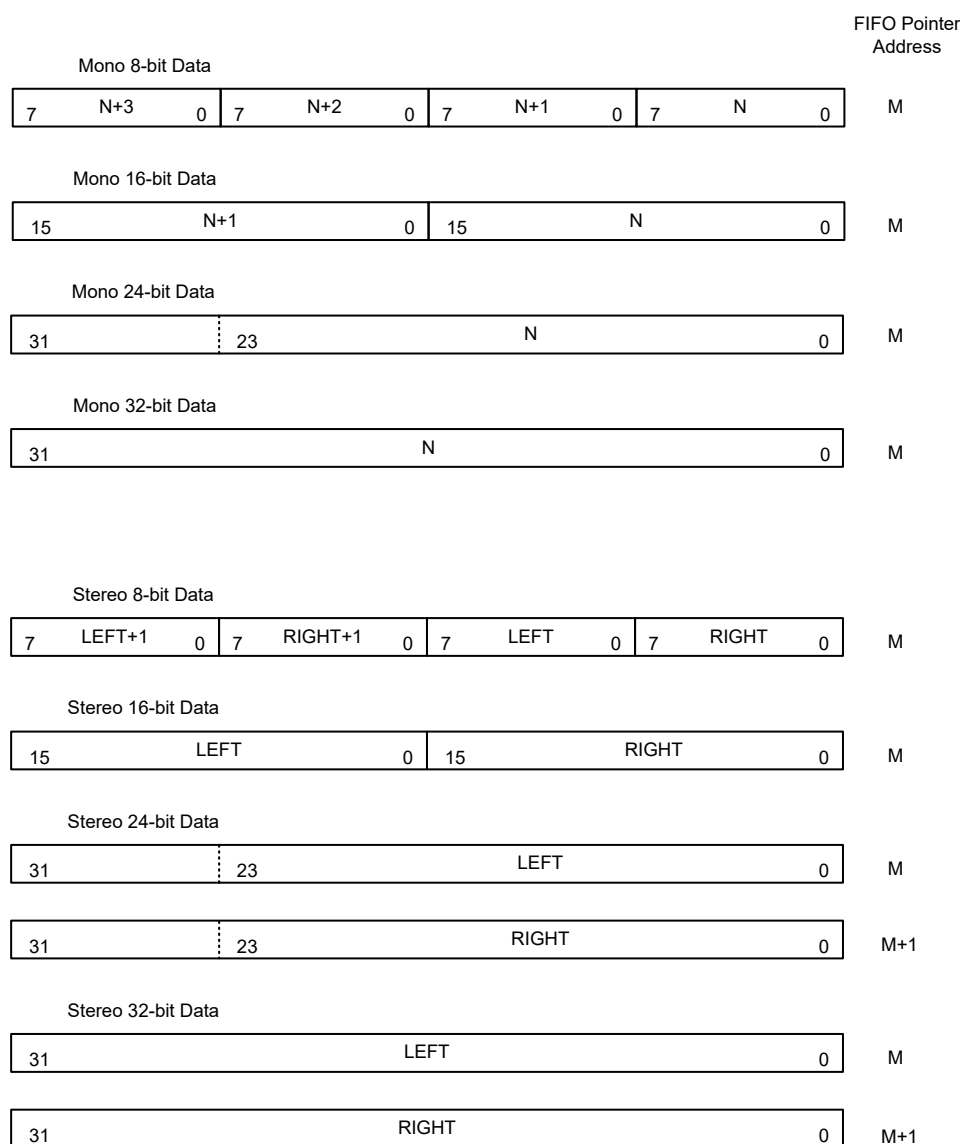 FIFO Pointer
Address
Mono 8-bit Data
7 N+3 0 7 N+2 0 7 N+1 0 7 N 0 M
Mono 16-bit Data
15 N+1 0 15 N 0 M
Mono 24-bit Data
31 23 N 0 M
Mono 32-bit Data
31 N 0 M
Stereo 8-bit Data
7 LEFT+1 0 7 RIGHT+1 0 7 LEFT 0 7 RIGHT 0 M
Stereo 16-bit Data
15 LEFT 0 15 RIGHT 0 M
Stereo 24-bit Data
31 23 LEFT 0 M
31 23 RIGHT 0 M+1
Stereo 32-bit Data
31 LEFT 0 M
31 RIGHT 0 M+1